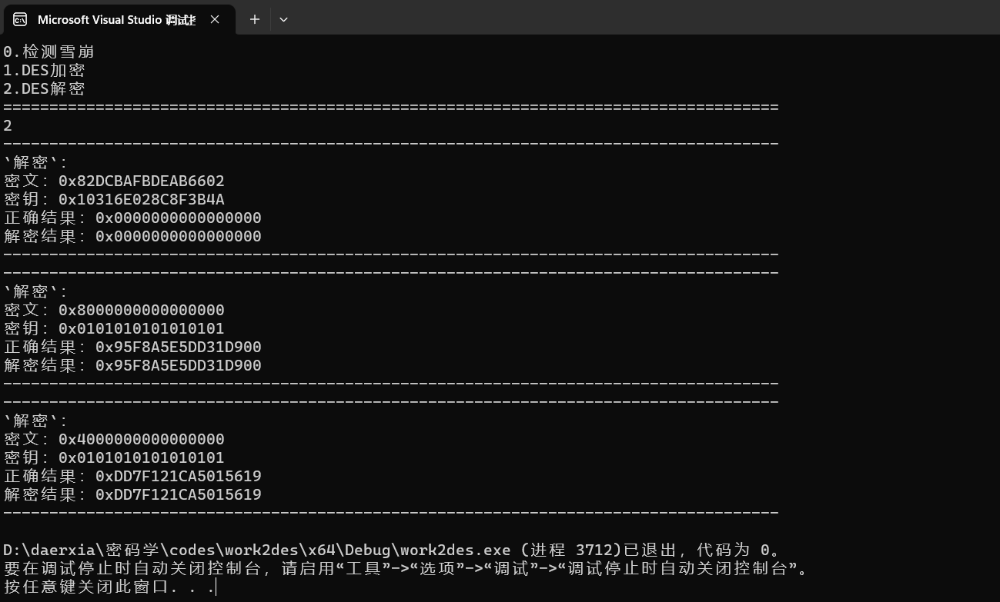 Microsoft Visual Studio 调试控
0.检测雪崩
1.DES加密
2.DES解密
====================================================================================
2
------------------------------------------------------------------------------------
`解密`:
密文: 0x82DCBAFBDEAB6602
密钥: 0x10316E028C8F3B4A
正确结果: 0x0000000000000000
解密结果: 0x0000000000000000
------------------------------------------------------------------------------------
------------------------------------------------------------------------------------
`解密`:
密文: 0x8000000000000000
密钥: 0x0101010101010101
正确结果: 0x95F8A5E5DD31D900
解密结果: 0x95F8A5E5DD31D900
------------------------------------------------------------------------------------
------------------------------------------------------------------------------------
`解密`:
密文: 0x4000000000000000
密钥: 0x0101010101010101
正确结果: 0xDD7F121CA5015619
解密结果: 0xDD7F121CA5015619
------------------------------------------------------------------------------------
D:\daerxia\密码学\codes\work2des\x64\Debug\work2des.exe (进程 3712)已退出，代码为 0。
要在调试停止时自动关闭控制台，请启用“工具”->“选项”->“调试”->“调试停止时自动关闭控制台”。
按任意键关闭此窗口. . .